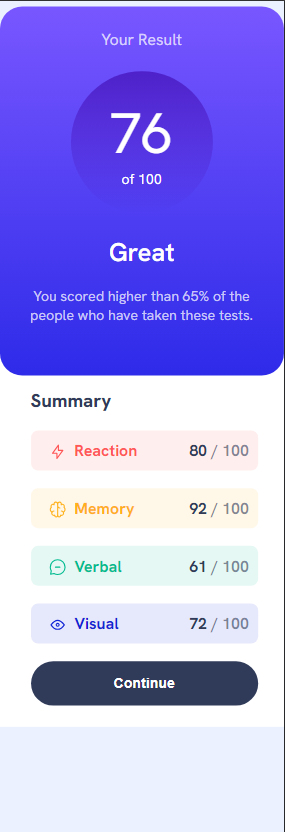 Your Result
76
of 100
Great
You scored higher than 65% of the
people who have taken these tests.
Summary
Reaction 80 / 100
Memory 92 / 100
Verbal 61 / 100
Visual 72 / 100
Continue